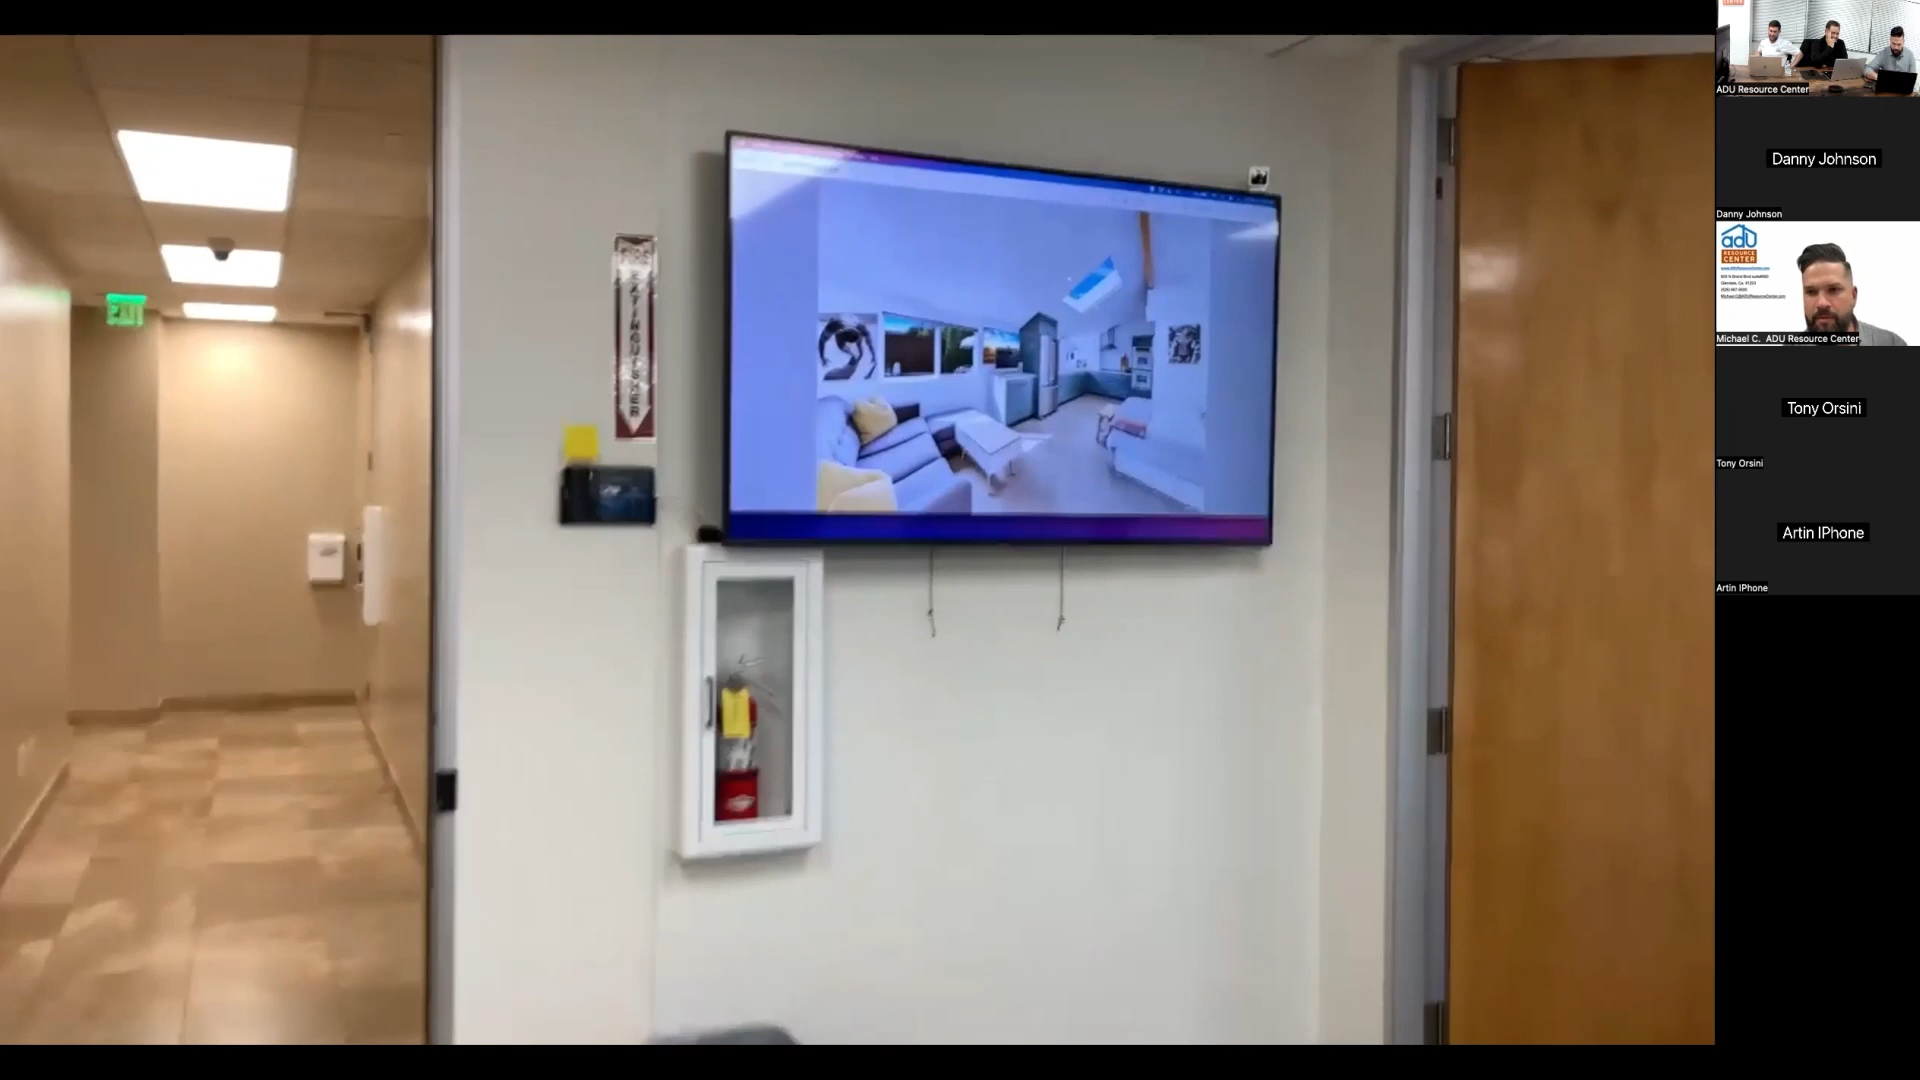 EXIT
EXTINGUISHER
ADU Resource Center
Danny Johnson
Danny Johnson
adu
RESOURCE
CENTER
Michael C. ADU Resource Center
Tony Orsini
Tony Orsini
Artin IPhone
Artin IPhone